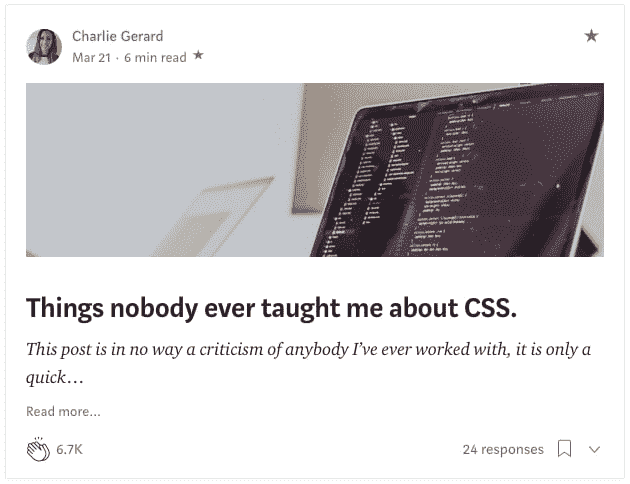 Charlie Gerard
Mar 21 · 6 min read
Things nobody ever taught me about CSS.
This post is in no way a criticism of anybody I've ever worked with, it is only a
quick…
Read more…
6.7K
24 responses